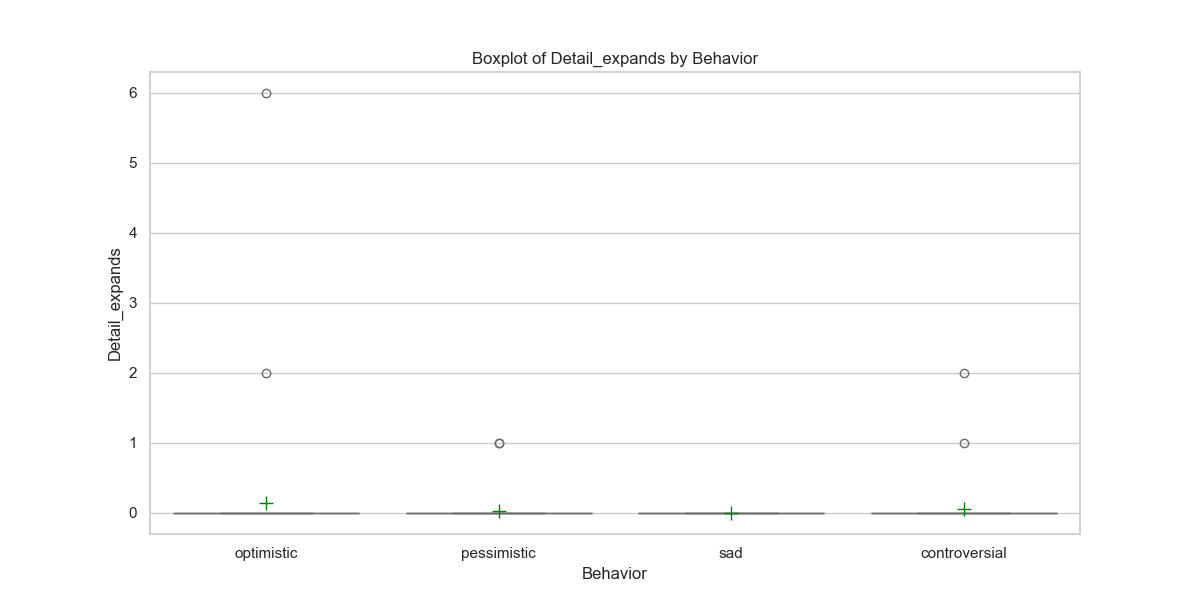 Boxplot of Detail_expands by Behavior
6
5
4
3
2
1
0
Detail_expands
optimistic pessimistic sad controversial
Behavior